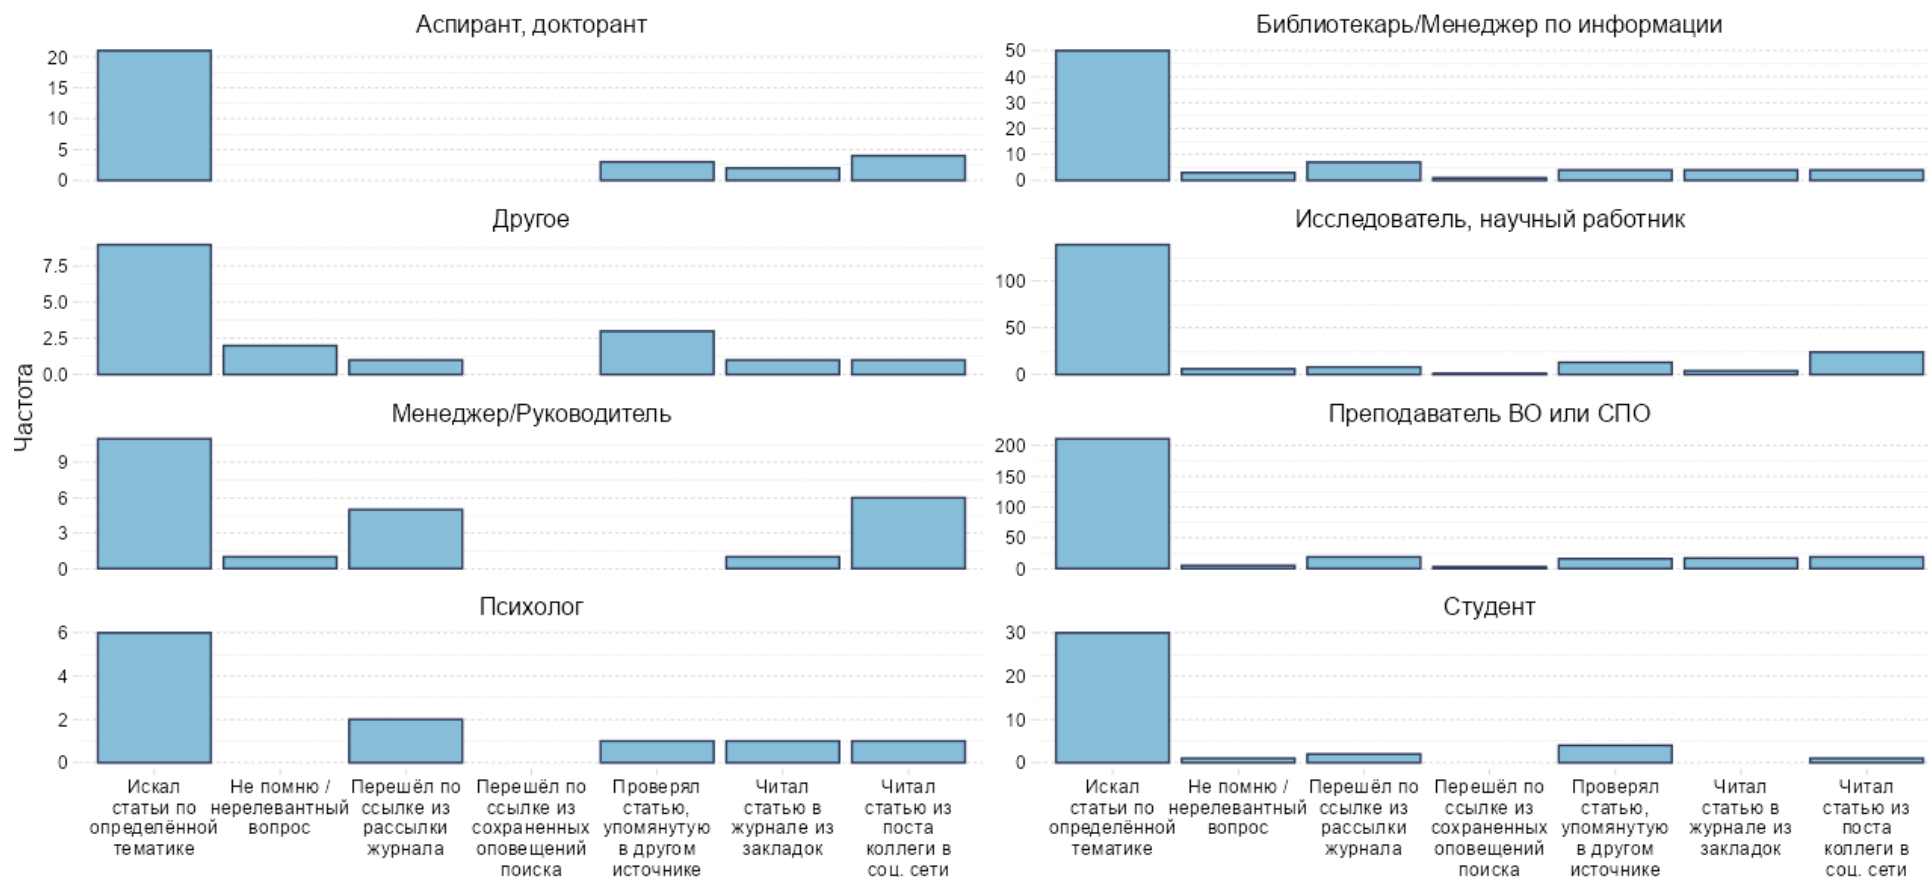 Аспирант, докторант
20
15
10
5
0
Библиотекарь/Менеджер по информации
50
40
30
20
10
0
Другое
7.5
5.0
2.5
0.0
Исследователь, научный работник
100
50
0
Частота
Менеджер/Руководитель
9
6
3
0
Преподаватель ВО или СПО
200
150
100
50
0
Психолог
6
4
2
0
Студент
30
20
10
0
Искал
статьи по
определённой
тематике
Не помню /
нерелевантный
вопрос
Перешёл по
ссылке из
рассылки
журнала
Перешёл по
ссылке из
сохраненных
оповещений
поиска
Проверял
статью,
упомянутую
в другом
источнике
Читал
статью в
журнале из
закладок
Читал
статью из
поста
коллеги в
соц. сети
Искал
статьи по
определённой
тематике
Не помню /
нерелевантный
вопрос
Перешёл по
ссылке из
рассылки
журнала
Перешёл по
ссылке из
сохраненных
оповещений
поиска
Проверял
статью,
упомянутую
в другом
источнике
Читал
статью в
журнале из
закладок
Читал
статью из
поста
коллеги в
соц. сети